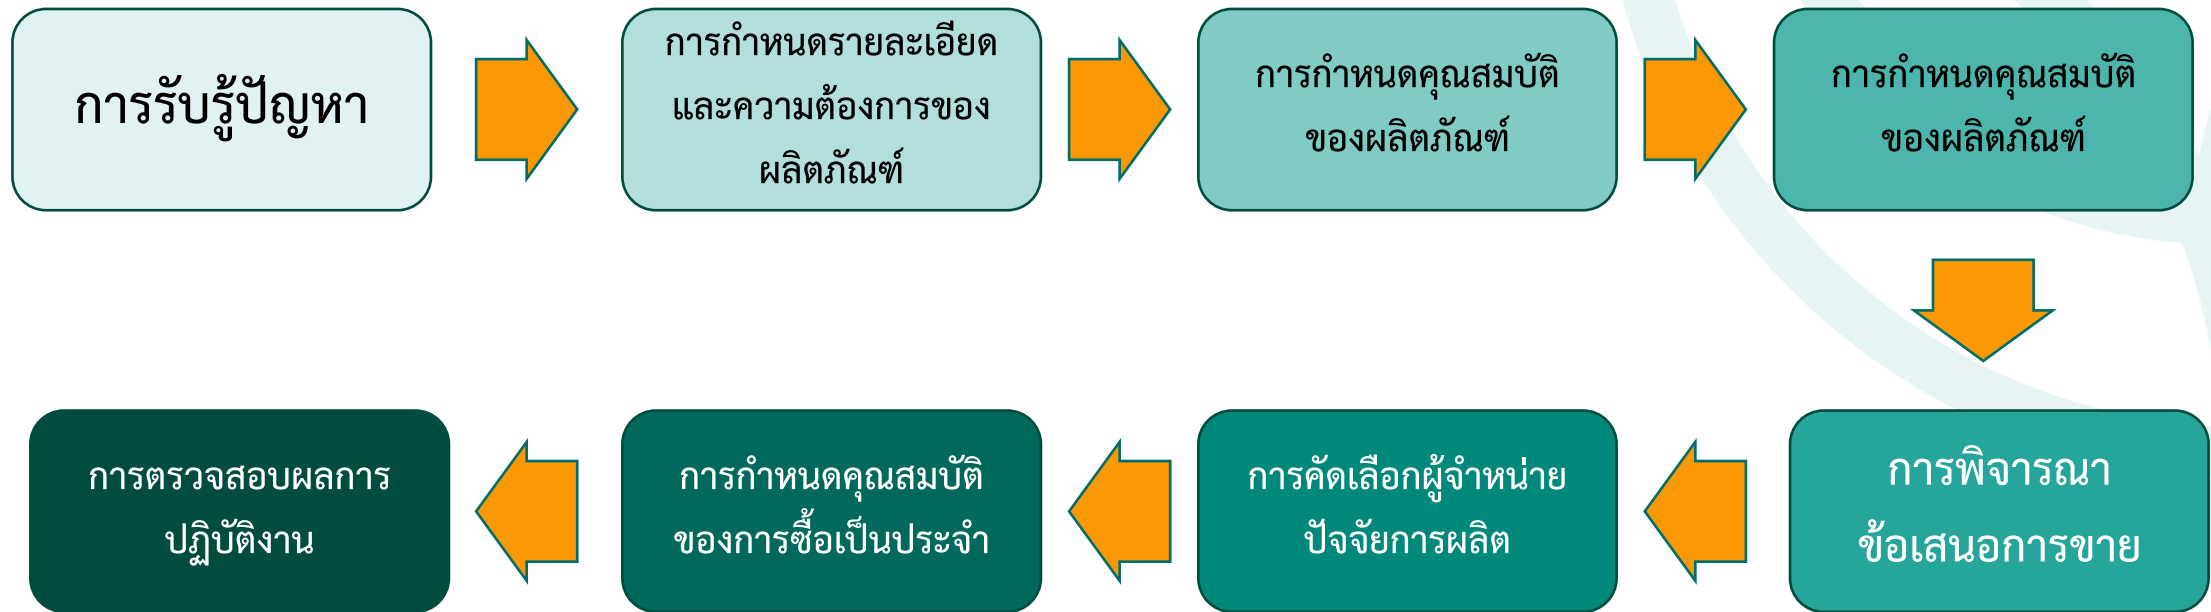 การรับรู้ปัญหา
การกำหนดรายละเอียด
และความต้องการของ
ผลิตภัณฑ์
การกำหนดคุณสมบัติ
ของผลิตภัณฑ์
การกำหนดคุณสมบัติ
ของผลิตภัณฑ์
การพิจารณา
ข้อเสนอการขาย
การคัดเลือกผู้จำหน่าย
ปัจจัยการผลิต
การกำหนดคุณสมบัติ
ของการซื้อเป็นประจำ
การตรวจสอบผลการ
ปฏิบัติงาน